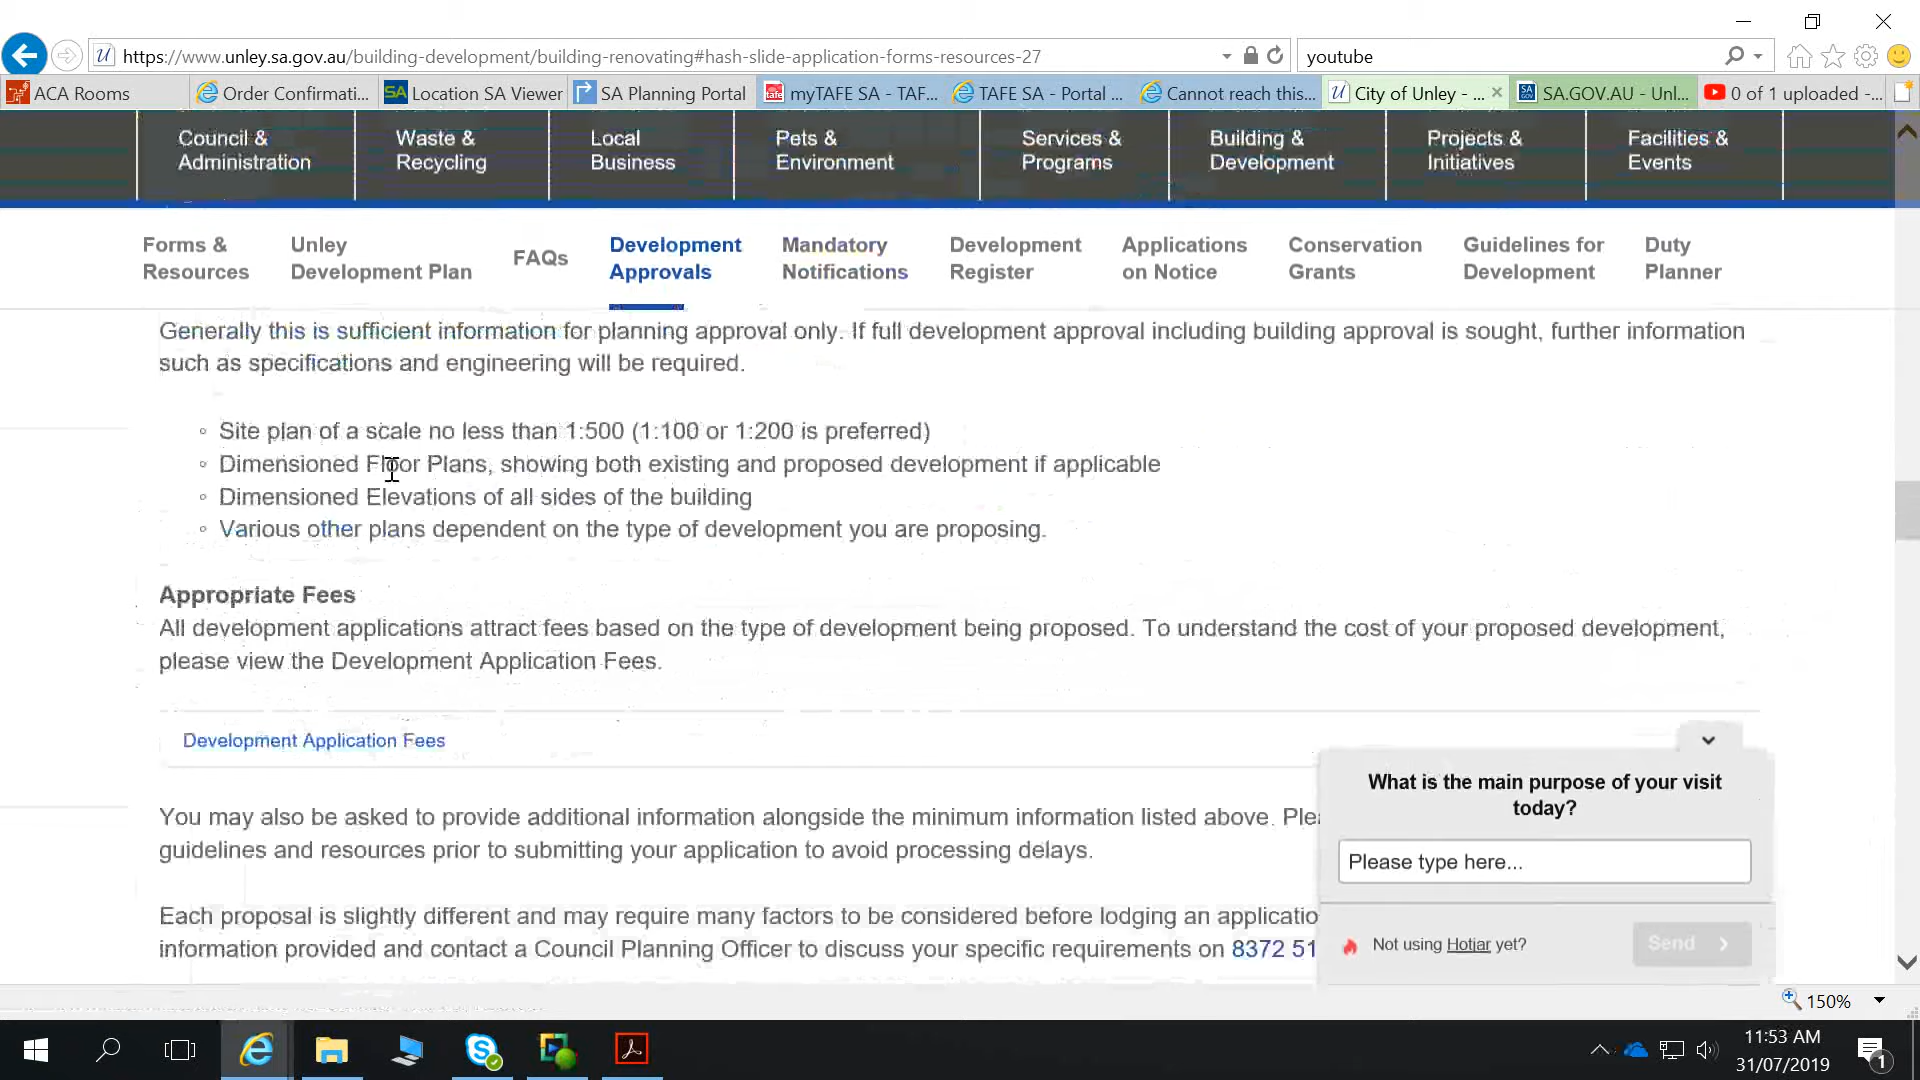 https://www.unley.sa.gov.au/building-development/building-renovating#hash-slide-application-forms-resources-27
youtube
ACA Rooms
Order Confirmati...
SA Location SA Viewer
SA Planning Portal
myTAFE SA - TAF...
TAFE SA - Portal ...
Cannot reach this...
City of Unley - ...
SA.GOV.AU - Unl...
0 of 1 uploaded -...
Council & Administration
Waste & Recycling
Local Business
Pets & Environment
Services & Programs
Building & Development
Projects & Initiatives
Facilities & Events
Forms & Resources
Unley Development Plan
FAQs
Development Approvals
Mandatory Notifications
Development Register
Applications on Notice
Conservation Grants
Guidelines for Development
Duty Planner
Generally this is sufficient information for planning approval only. If full development approval including building approval is sought, further information
such as specifications and engineering will be required.
Site plan of a scale no less than 1:500 (1:100 or 1:200 is preferred)
Dimensioned Floor Plans, showing both existing and proposed development if applicable
Dimensioned Elevations of all sides of the building
Various other plans dependent on the type of development you are proposing.
Appropriate Fees
All development applications attract fees based on the type of development being proposed. To understand the cost of your proposed development,
please view the Development Application Fees.
Development Application Fees
You may also be asked to provide additional information alongside the minimum information listed above.
guidelines and resources prior to submitting your application to avoid processing delays.
Each proposal is slightly different and may require many factors to be considered before lodging an applicatio
information provided and contact a Council Planning Officer to discuss your specific requirements on 8372 51
What is the main purpose of your visit
today?
Please type here...
Not using Hotjar yet?
Send
150%
11:53 AM
31/07/2019
1